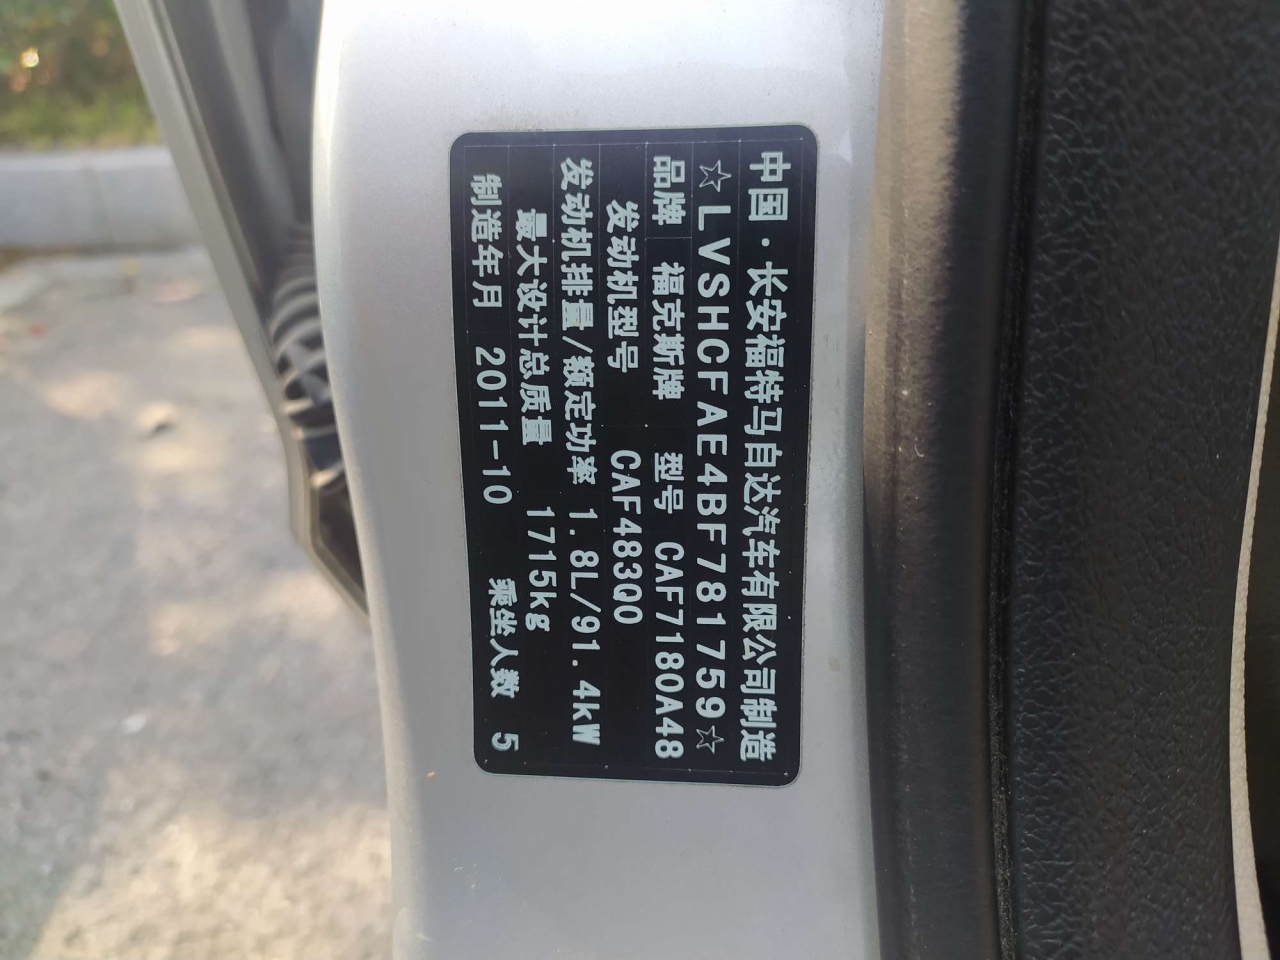 中国·长安福特马自达汽车有限公司制造
☆LVSHCFAE4BF781759☆
品牌 福克斯牌 型号 CAF7180A48
发动机型号 CAF483Q0
发动机排量/额定功率 1.8L/91.4kW
最大设计总质量 1715kg
制造年月 2011-10 乘坐人数 5